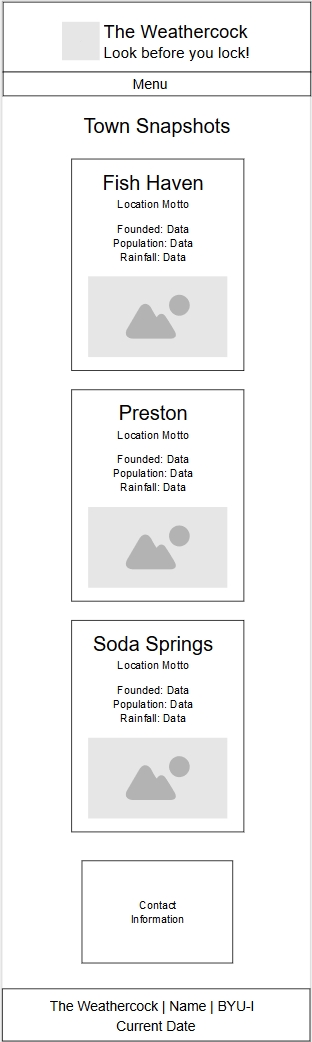 The Weathercock
Look before you lock!
Menu
Town Snapshots
Fish Haven
Location Motto
Founded: Data
Population: Data
Rainfall: Data
Preston
Location Motto
Founded: Data
Population: Data
Rainfall: Data
Soda Springs
Location Motto
Founded: Data
Population: Data
Rainfall: Data
Contact
Information
The Weathercock | Name | BYU-I
Current Date